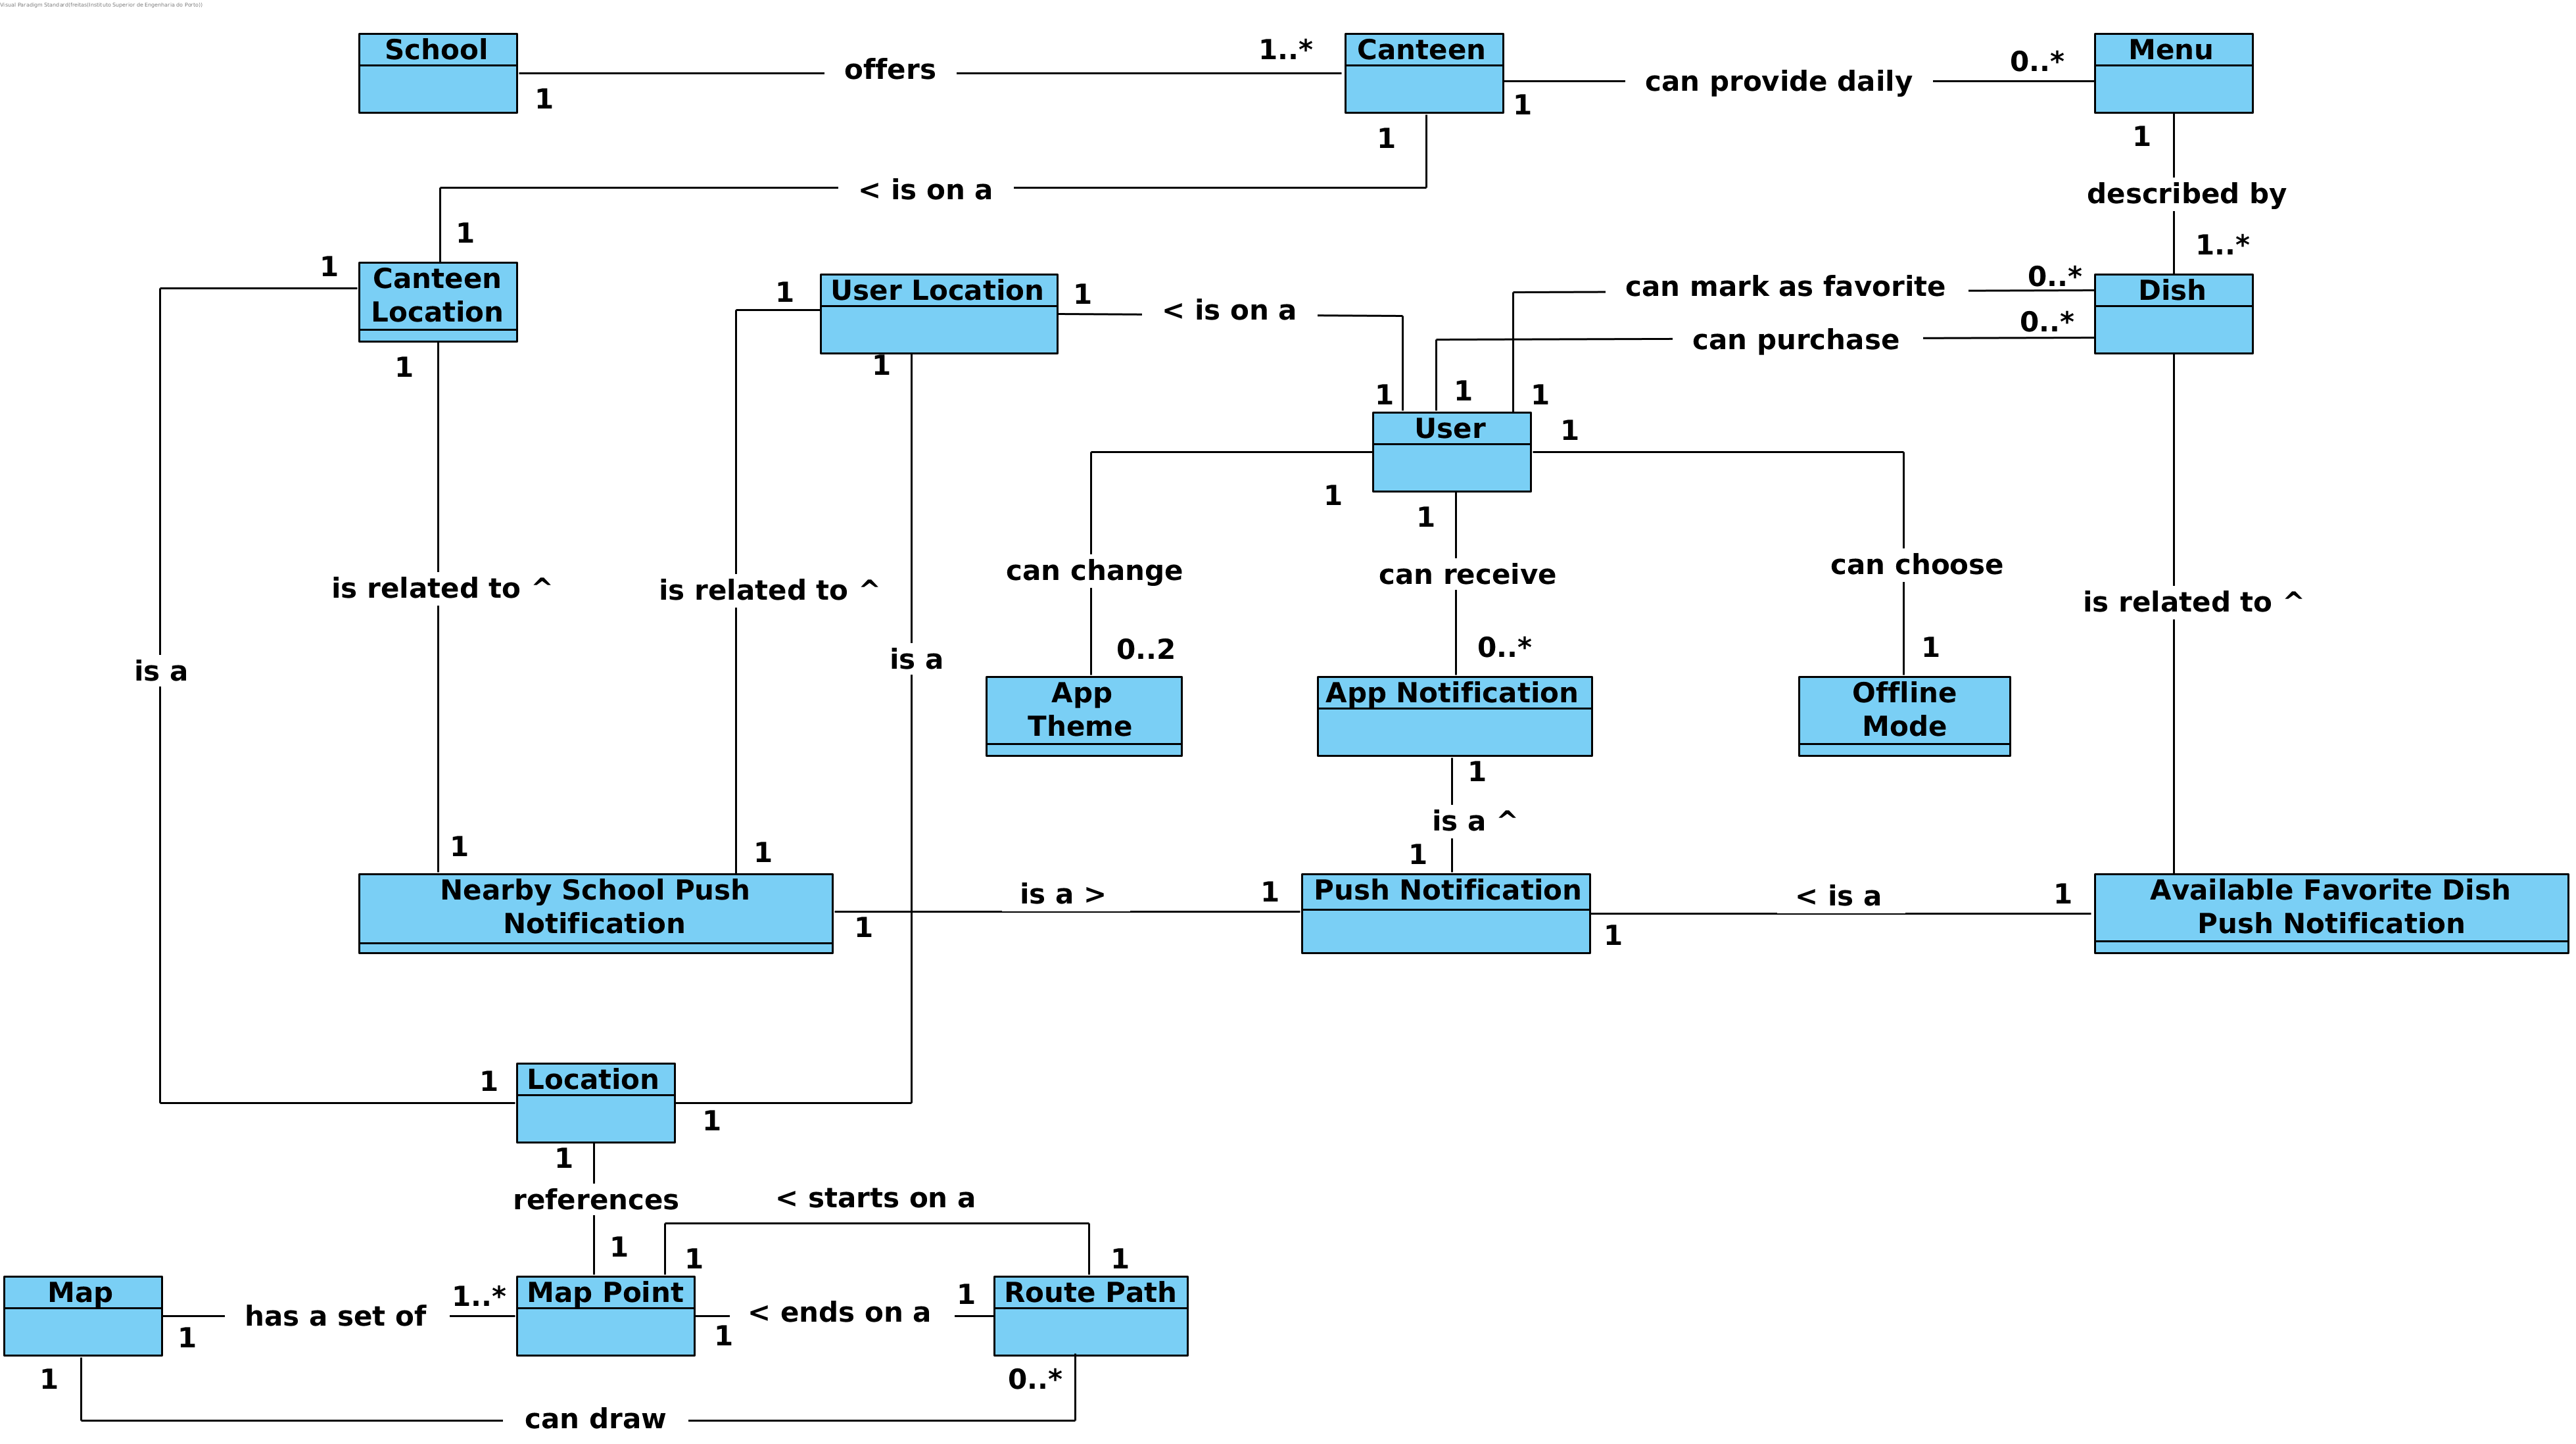 Visual Paradigm Standard(freitas(Instituto Superior de Engenharia do Porto))
School
1
offers
1..*
Canteen
1
can provide daily
0..*
Menu
1
1
< is on a
1
described by
1..*
1
Canteen
Location
1
1
User Location
1
1
< is on a
can mark as favorite
0..*
can purchase
0..*
Dish
1
1
1
User
1
1
1
can change
can receive
can choose
is related to ^
is related to ^
is related to ^
is a
is a
0..2
0..*
1
App
Theme
App Notification
Offline
Mode
1
is a ^
1
1
1
Nearby School Push
Notification
1
is a >
1
Push Notification
1
< is a
1
Available Favorite Dish
Push Notification
1
Location
1
1
references
1
< starts on a
1
1
Map
1
has a set of
1..*
Map Point
1
< ends on a
1
Route Path
1
0..*
can draw